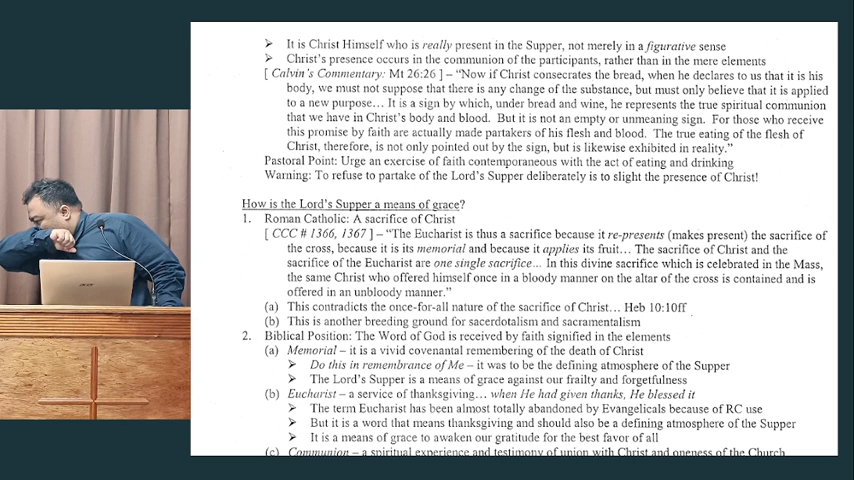 ➢ It is Christ Himself who is really present in the Supper, not merely in a figurative sense
➢ Christ's presence occurs in the communion of the participants, rather than in the mere elements
[ Calvin's Commentary: Mt 26:26 ] – "Now if Christ consecrates the bread, when he declares to us that it is his
body, we must not suppose that there is any change of the substance, but must only believe that it is applied
to a new purpose… It is a sign by which, under bread and wine, he represents the true spiritual communion
that we have in Christ's body and blood. But it is not an empty or unmeaning sign. For those who receive
this promise by faith are actually made partakers of his flesh and blood. The true eating of the flesh of
Christ, therefore, is not only pointed out by the sign, but is likewise exhibited in reality."
Pastoral Point: Urge an exercise of faith contemporaneous with the act of eating and drinking
Warning: To refuse to partake of the Lord's Supper deliberately is to slight the presence of Christ!
How is the Lord's Supper a means of grace?
1. Roman Catholic: A sacrifice of Christ
[ CCC # 1366, 1367 ] – "The Eucharist is thus a sacrifice because it re-presents (makes present) the sacrifice of
the cross, because it is its memorial and because it applies its fruit… The sacrifice of Christ and the
sacrifice of the Eucharist are one single sacrifice… In this divine sacrifice which is celebrated in the Mass,
the same Christ who offered himself once in a bloody manner on the altar of the cross is contained and is
offered in an unbloody manner."
(a) This contradicts the once-for-all nature of the sacrifice of Christ… Heb 10:10ff
(b) This is another breeding ground for sacerdotalism and sacramentalism
2. Biblical Position: The Word of God is received by faith signified in the elements
(a) Memorial – it is a vivid covenantal remembering of the death of Christ
➢ Do this in remembrance of Me – it was to be the defining atmosphere of the Supper
➢ The Lord's Supper is a means of grace against our frailty and forgetfulness
(b) Eucharist – a service of thanksgiving… when He had given thanks, He blessed it
➢ The term Eucharist has been almost totally abandoned by Evangelicals because of RC use
➢ But it is a word that means thanksgiving and should also be a defining atmosphere of the Supper
➢ It is a means of grace to awaken our gratitude for the best favor of all
(c) Communion – a spiritual experience and testimony of union with Christ and oneness of the Church
acer